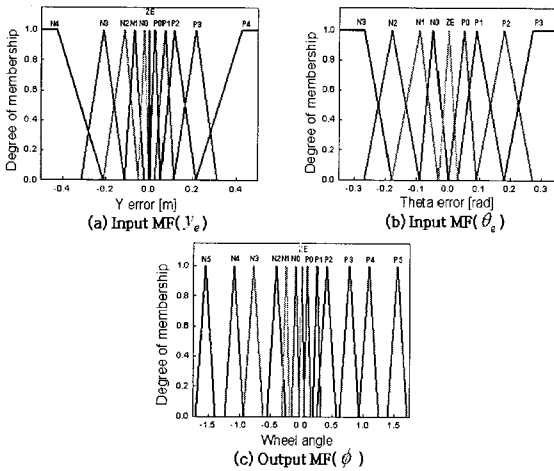 ZE
N4 N3 N2 N1 N0 P0 P1 P2 P3 P4
Degree of membership
1.0
0.8
0.6
0.4
0.2
0.0
-0.4 -0.2 0.0 0.2 0.4
Y error [m]
(a) Input MF( y_e )
N3 N2 N1 N0 ZE P0 P1 P2 P3
Degree of membership
1.0
0.8
0.6
0.4
0.2
0.0
-0.3 -0.2 -0.1 0.0 0.1 0.2 0.3
Theta error [rad]
(b) Input MF( θ_e )
ZE
N5 N4 N3 N2 N1 N0 P0 P1 P2 P3 P4 P5
Degree of membership
1.0
0.8
0.6
0.4
0.2
0.0
-1.5 -1.0 -0.5 0.0 0.5 1.0 1.5
Wheel angle
(c) Output MF( ϕ )